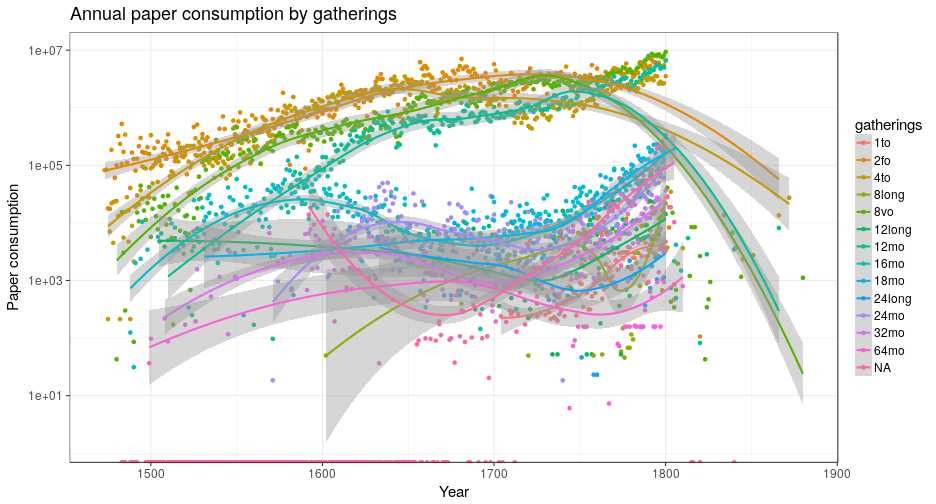 Annual paper consumption by gatherings
1e+07
1e+05
1e+03
1e+01
Paper consumption
1500
1600
1700
1800
1900
Year
gatherings
1to
2fo
4to
8long
8vo
12long
12mo
16mo
18mo
24long
24mo
32mo
64mo
NA